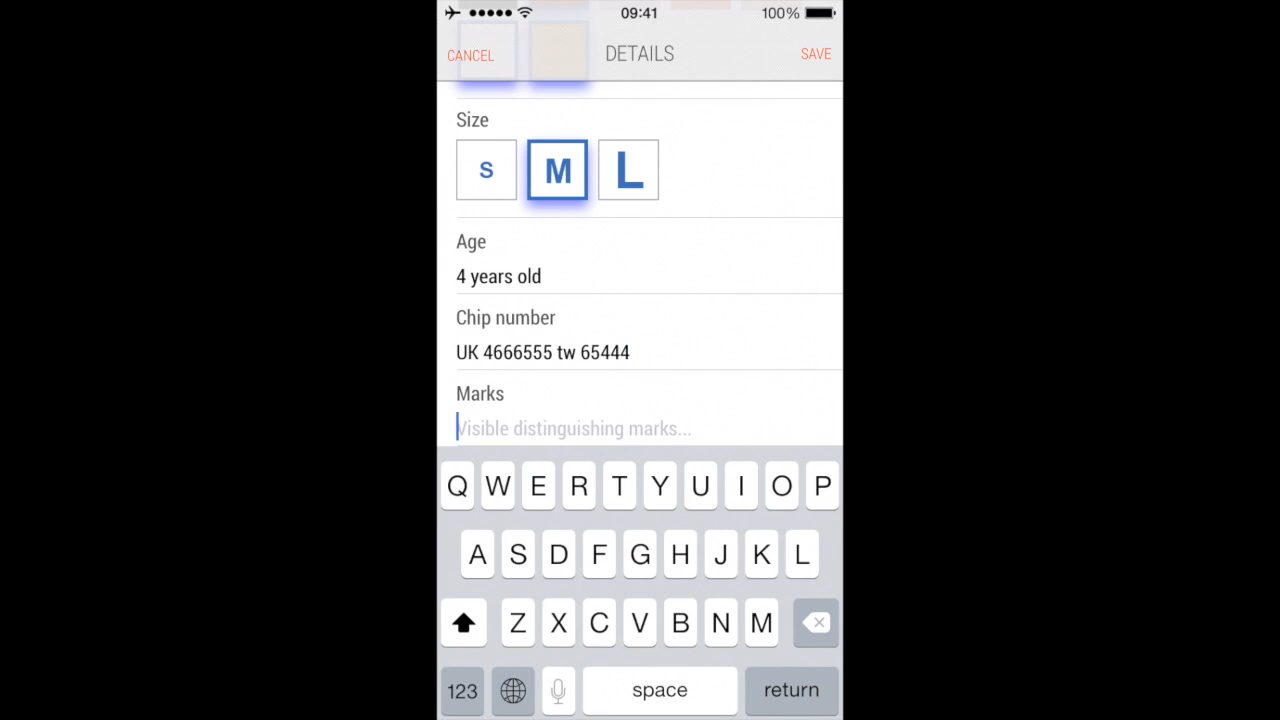 09:41 100%
CANCEL DETAILS SAVE
Size
S M L
Age
4 years old
Chip number
UK 4666555 tw 65444
Marks
Visible distinguishing marks...
Q W E R T Y U I O P
A S D F G H J K L
Z X C V B N M
123 space return